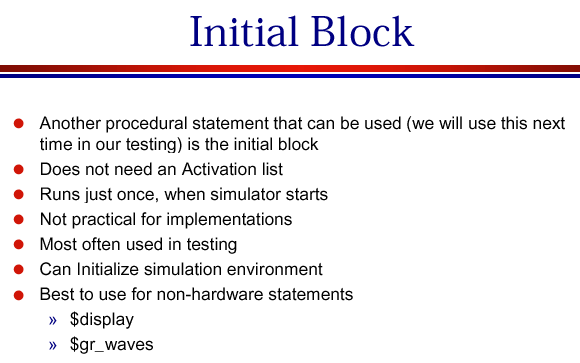 Initial Block
● Another procedural statement that can be used (we will use this next
time in our testing) is the initial block
● Does not need an Activation list
● Runs just once, when simulator starts
● Not practical for implementations
● Most often used in testing
● Can Initialize simulation environment
● Best to use for non-hardware statements
» $display
» $gr_waves